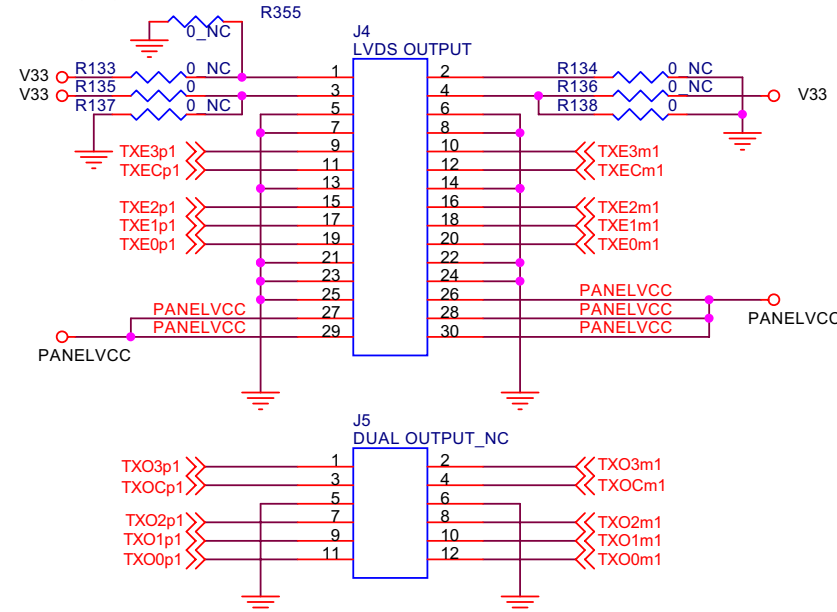 R355
0_NC
J4
LVDS OUTPUT
V33 R133 0_NC 1 2 R134 0_NC
V33 R135 0 3 4 R136 0_NC V33
R137 0_NC 5 6 R138 0
7 8
TXE3p1 9 10 TXE3m1
TXECp1 11 12 TXECm1
13 14
TXE2p1 15 16 TXE2m1
TXE1p1 17 18 TXE1m1
TXE0p1 19 20 TXE0m1
21 22
23 24
25 26 PANELVCC
PANELVCC 27 28 PANELVCC PANELVCC
PANELVCC 29 30 PANELVCC
PANELVCC
J5
DUAL OUTPUT_NC
TXO3p1 1 2 TXO3m1
TXOCp1 3 4 TXOCm1
5 6
TXO2p1 7 8 TXO2m1
TXO1p1 9 10 TXO1m1
TXO0p1 11 12 TXO0m1